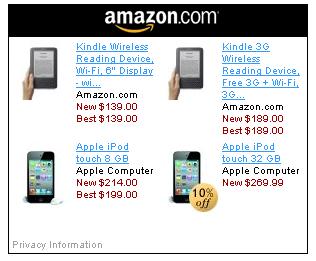 amazon.com
Kindle Wireless
Reading Device,
Wi-Fi, 6" Display
- wi...
Amazon.com
New $139.00
Best $139.00
Kindle 3G
Wireless
Reading Device,
Free 3G + Wi-Fi,
3G...
Amazon.com
New $189.00
Best $189.00
Apple iPod
touch 8 GB
Apple Computer
New $214.00
Best $199.00
10%
off
Apple iPod
touch 32 GB
Apple Computer
New $269.99
Privacy Information